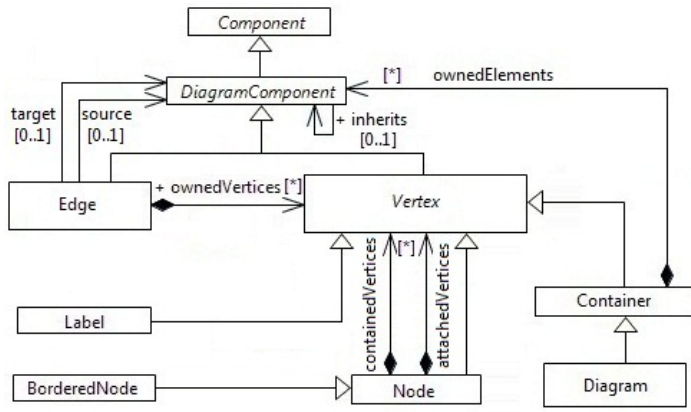 Component
DiagramComponent
[*] ownedElements
target
[0..1]
source
[0..1]
+ inherits
[0..1]
Edge
+ ownedVertices [*]
Vertex
[*]
containedVertices
attachedVertices
Label
Container
BorderedNode
Node
Diagram